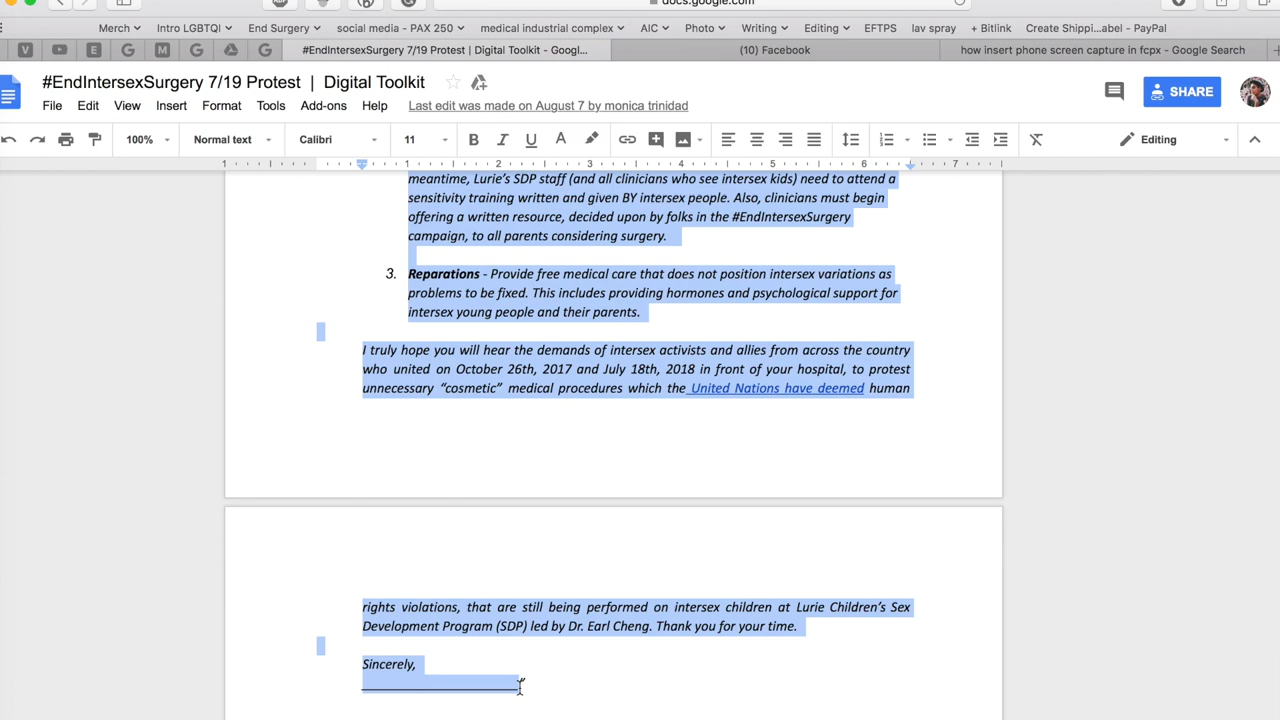 docs.google.com
Merch Intro LGBTQI End Surgery social media - PAX 250 medical industrial complex AIC Photo Writing Editing EFTPS lav spray + Bitlink Create Shippi...abel - PayPal
#EndIntersexSurgery 7/19 Protest | Digital Toolkit - Googl... (10) Facebook how insert phone screen capture in fcpx - Google Search
#EndIntersexSurgery 7/19 Protest | Digital Toolkit
SHARE
File Edit View Insert Format Tools Add-ons Help Last edit was made on August 7 by monica trinidad
100% Normal text Calibri 11 B I U A Editing
1 1 2 3 4 5 6 7
meantime, Lurie's SDP staff (and all clinicians who see intersex kids) need to attend a
sensitivity training written and given BY intersex people. Also, clinicians must begin
offering a written resource, decided upon by folks in the #EndIntersexSurgery
campaign, to all parents considering surgery.
3. Reparations - Provide free medical care that does not position intersex variations as
problems to be fixed. This includes providing hormones and psychological support for
intersex young people and their parents.
I truly hope you will hear the demands of intersex activists and allies from across the country
who united on October 26th, 2017 and July 18th, 2018 in front of your hospital, to protest
unnecessary “cosmetic” medical procedures which the United Nations have deemed human
rights violations, that are still being performed on intersex children at Lurie Children’s Sex
Development Program (SDP) led by Dr. Earl Cheng. Thank you for your time.
Sincerely,
______________________”